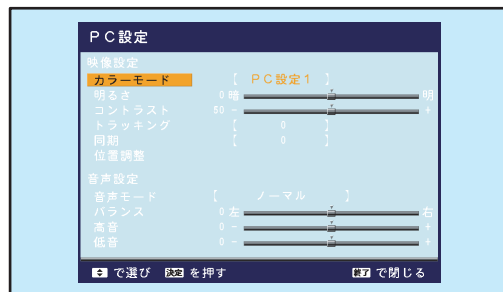 PC設定
映像設定
カラーモード 〔 PC設定1 〕
明るさ 0 暗 明
コントラスト 50 - +
トラッキング 〔 0 〕
同期 〔 0 〕
位置調整
音声設定
音声モード 〔 ノーマル 〕
バランス 0 左 右
高音 0 - +
低音 0 - +
で選び 決定 を押す 終了 で閉じる